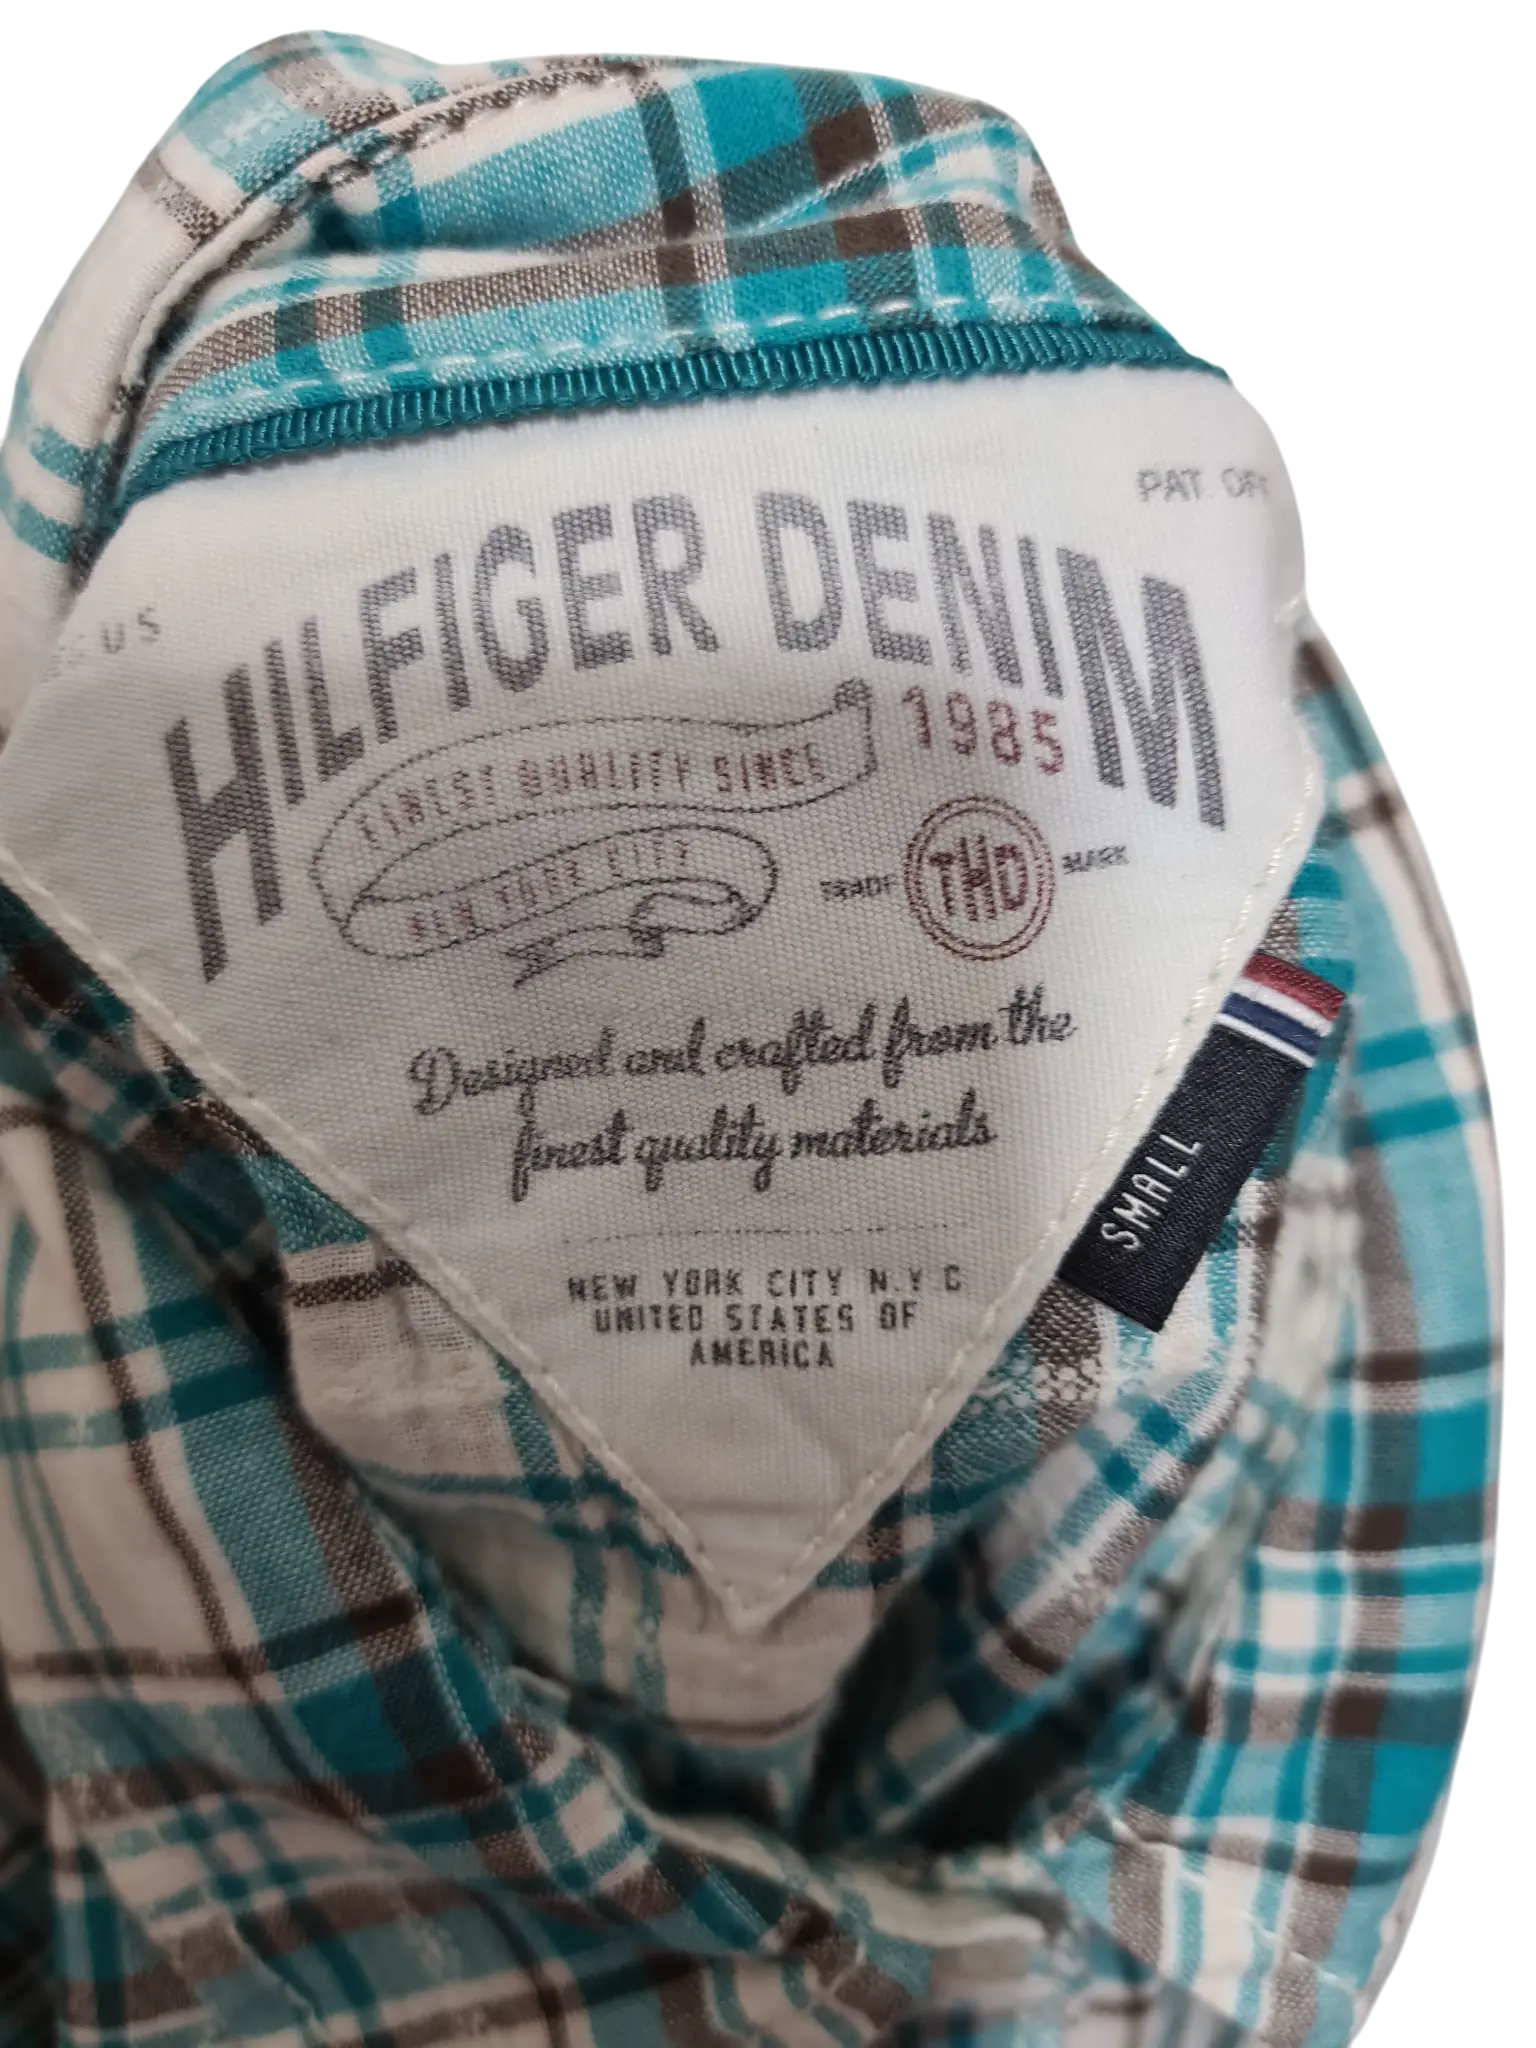 PAT. OFF
U S
HILFIGER DENIM
FINEST QUALITY SINCE 1985
NEW YORK CITY
TRADE THD MARK
Designed and crafted from the
finest quality materials
SMALL
NEW YORK CITY N.Y C
UNITED STATES OF
AMERICA